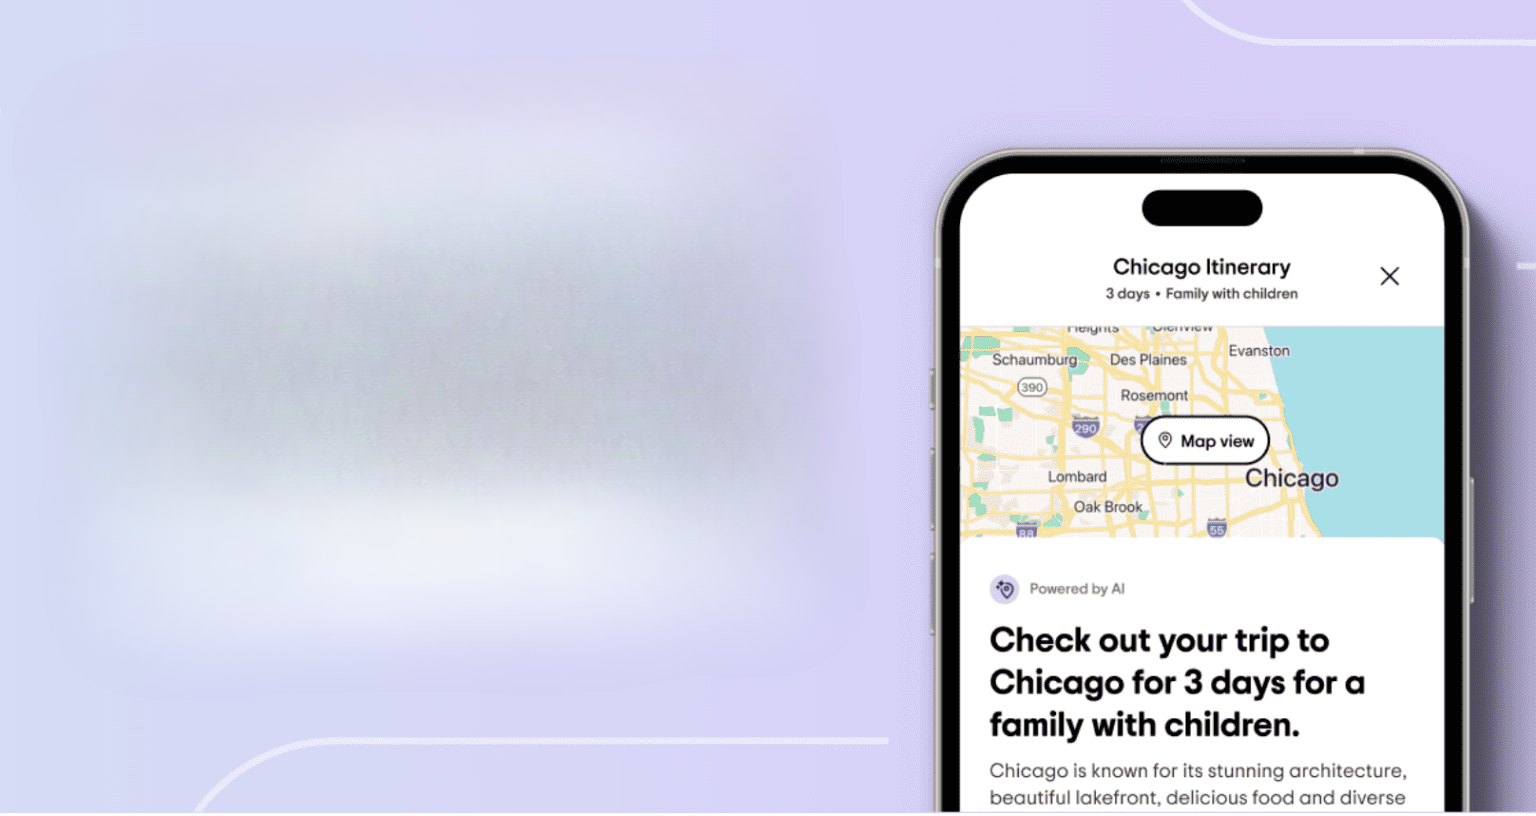 Chicago Itinerary
3 days • Family with children
Heights
Glenview
Evanston
Schaumburg
Des Plaines
390
Rosemont
290
Map view
Chicago
Lombard
Oak Brook
88
55
Powered by AI
Check out your trip to
Chicago for 3 days for a
family with children.
Chicago is known for its stunning architecture,
beautiful lakefront, delicious food and diverse